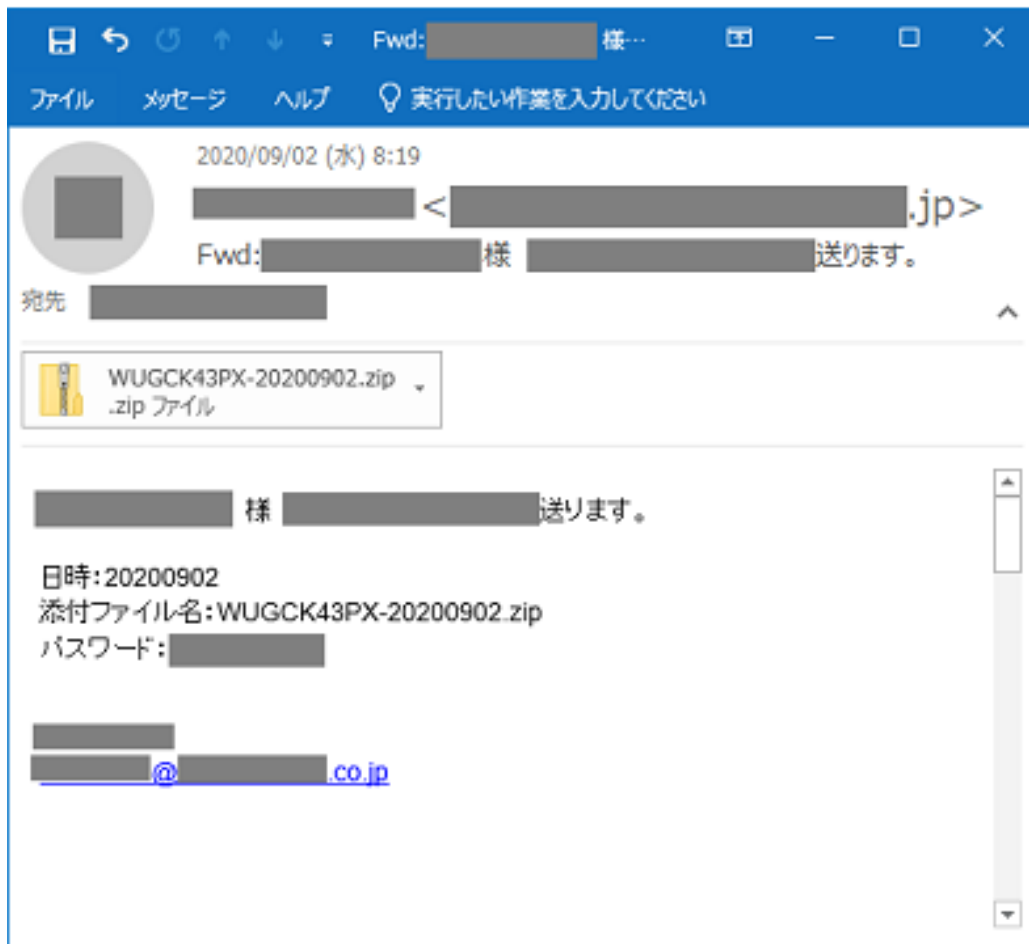 Fwd: 様…
ファイル メッセージ ヘルプ 実行したい作業を入力してください
2020/09/02 (水) 8:19
< .jp>
Fwd: 様 送ります。
宛先
WUGCK43PX-20200902.zip
.zip ファイル
様 送ります。
日時:20200902
添付ファイル名:WUGCK43PX-20200902.zip
パスワード:
@ .co.jp